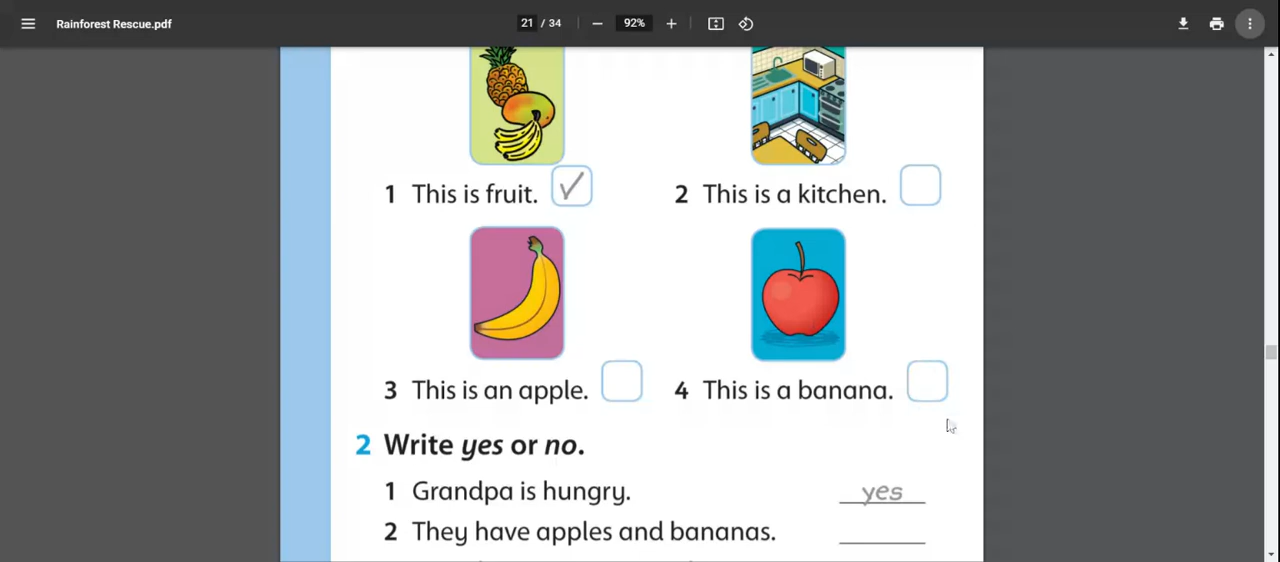 Rainforest Rescue.pdf
21 / 34
92%
1 This is fruit.
2 This is a kitchen.
3 This is an apple.
4 This is a banana.
2 Write yes or no.
1 Grandpa is hungry. yes
2 They have apples and bananas.